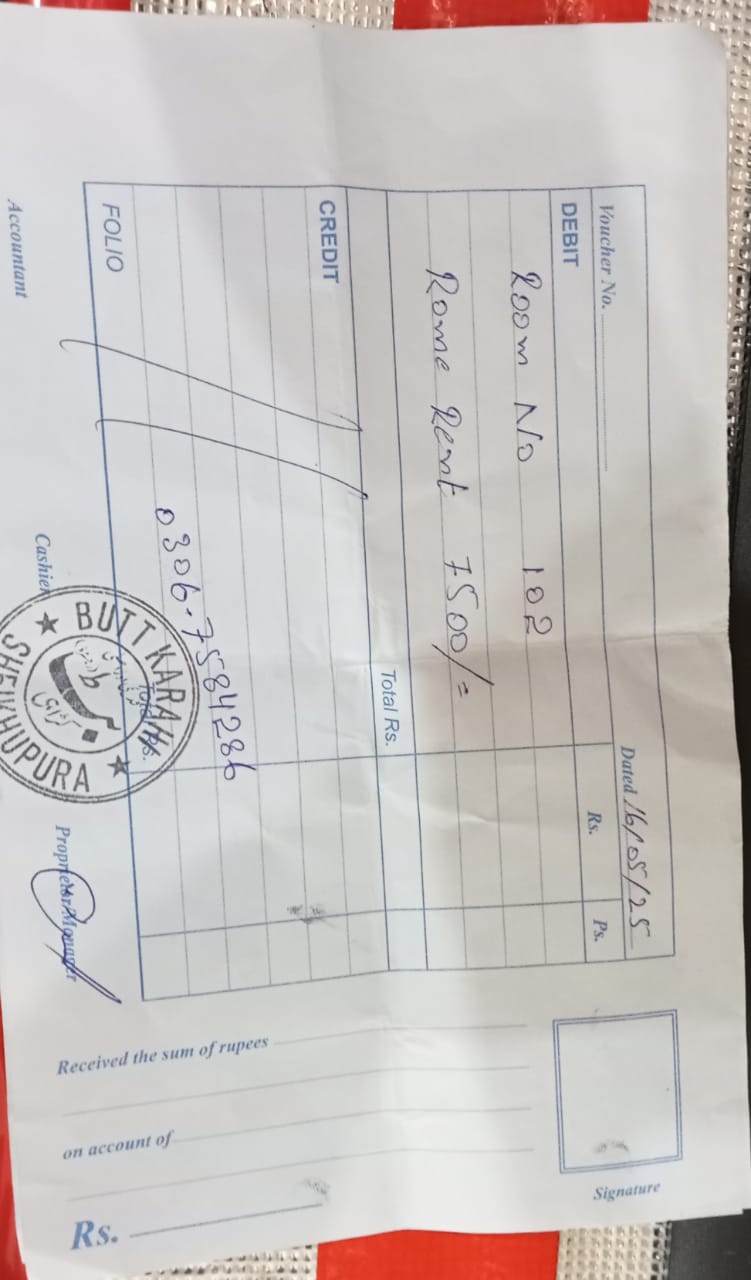 Voucher No.
Dated 16/05/25
DEBIT
Rs.
Ps.
Room No 102
Rome Rent 7500/=
Total Rs.
CREDIT
0306-7584286
FOLIO
Total Rs.
Accountant
Cashier
Proprietor/Manager
BUTT KARAHI
SHEIKHUPURA
Signature
Received the sum of rupees
on account of
Rs.